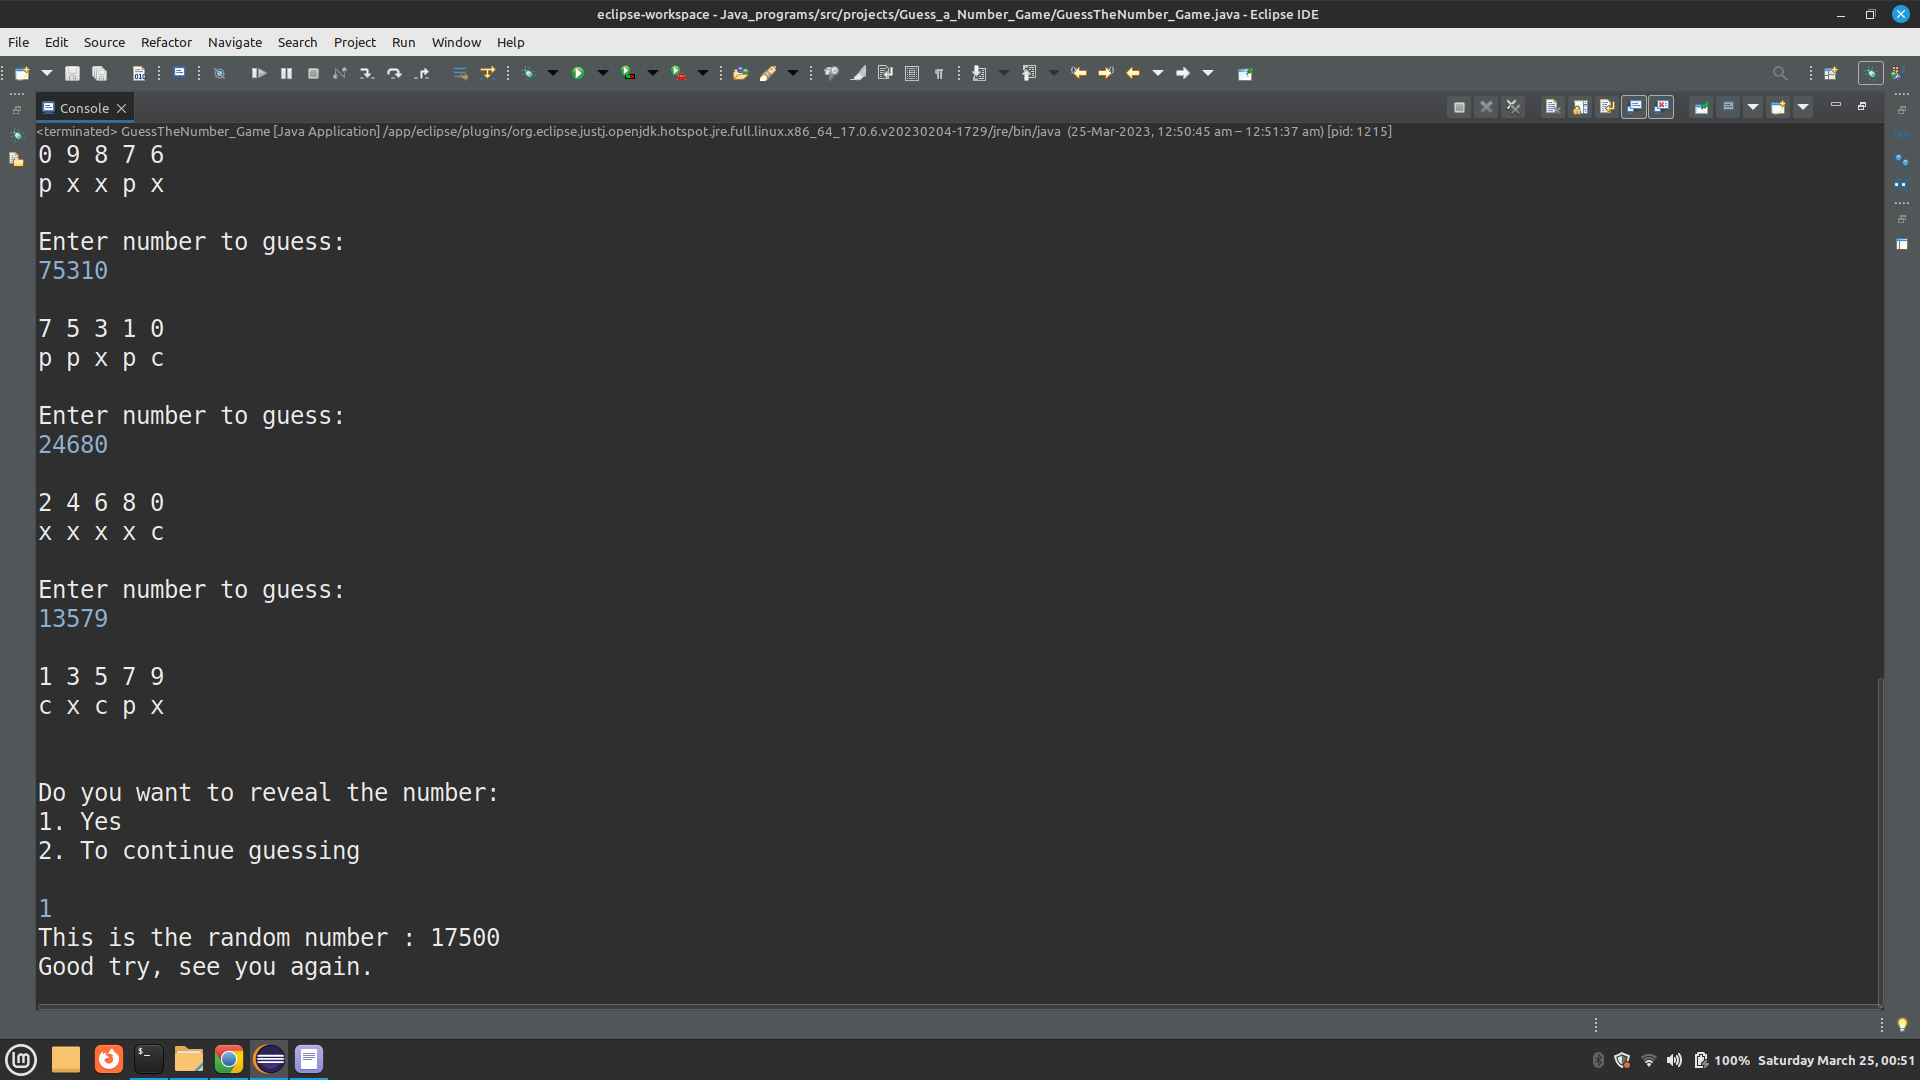 eclipse-workspace - Java_programs/src/projects/Guess_a_Number_Game/GuessTheNumber_Game.java - Eclipse IDE
File Edit Source Refactor Navigate Search Project Run Window Help
Console
<terminated> GuessTheNumber_Game [Java Application] /app/eclipse/plugins/org.eclipse.justj.openjdk.hotspot.jre.full.linux.x86_64_17.0.6.v20230204-1729/jre/bin/java (25-Mar-2023, 12:50:45 am – 12:51:37 am) [pid: 1215]
0 9 8 7 6
p x x p x
Enter number to guess:
75310
7 5 3 1 0
p p x p c
Enter number to guess:
24680
2 4 6 8 0
x x x x c
Enter number to guess:
13579
1 3 5 7 9
c x c p x
Do you want to reveal the number:
1. Yes
2. To continue guessing
1
This is the random number : 17500
Good try, see you again.
100% Saturday March 25, 00:51